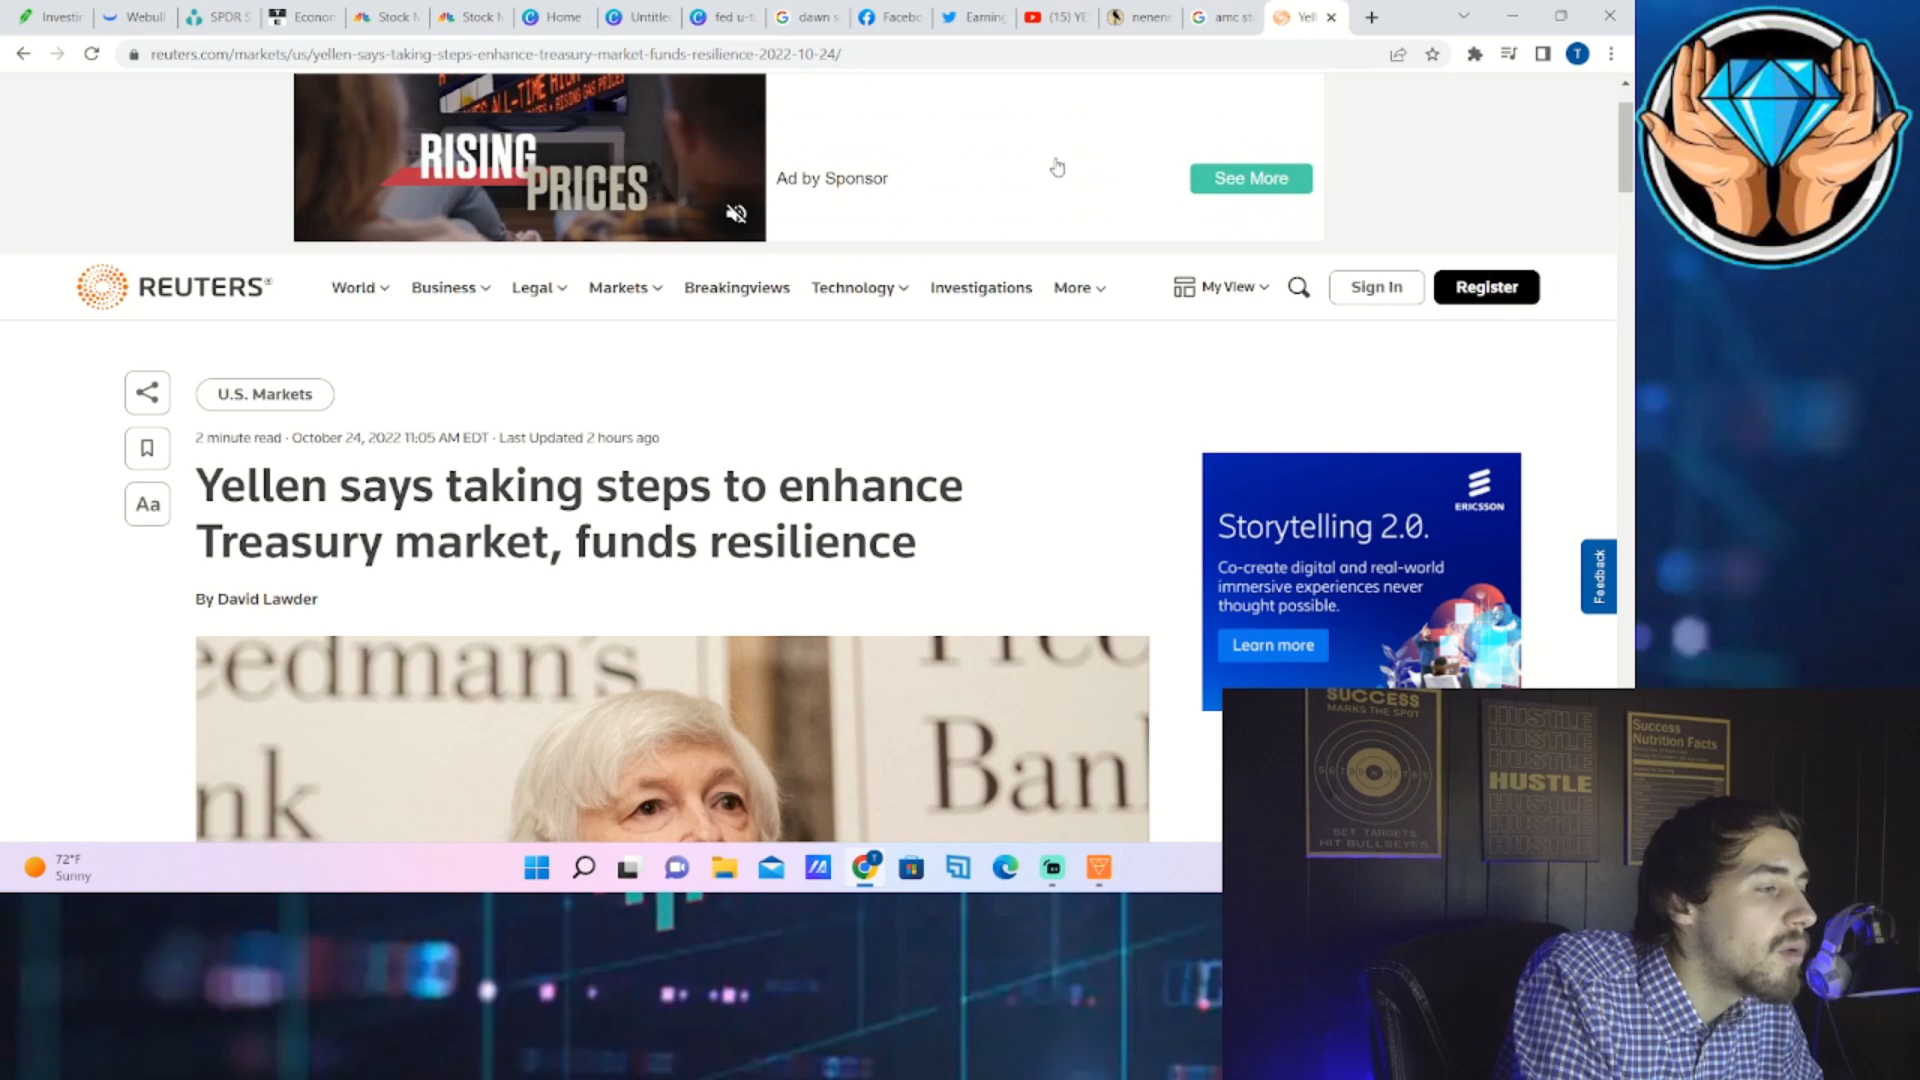 Investin
Webull
SPDR S
Econor
Stock M
Stock M
Home
Untitle
fed u-t
dawn s
Facebo
Earning
(15) YE
nenene
amc st
Yell
reuters.com/markets/us/yellen-says-taking-steps-enhance-treasury-market-funds-resilience-2022-10-24/
T
RISING
PRICES
Ad by Sponsor
See More
REUTERS®
World
Business
Legal
Markets
Breakingviews
Technology
Investigations
More
My View
Sign In
Register
U.S. Markets
2 minute read · October 24, 2022 11:05 AM EDT · Last Updated 2 hours ago
Aa
Yellen says taking steps to enhance
Treasury market, funds resilience
By David Lawder
ERICSSON
Storytelling 2.0.
Co-create digital and real-world
immersive experiences never
thought possible.
Learn more
Feedback
eedman's
nk
Ban
72°F
Sunny
SUCCESS
MARKS THE SPOT
SET TARGETS
HIT BULLSEYES
HUSTLE
HUSTLE
HUSTLE
HUSTLE
Success
Nutrition Facts